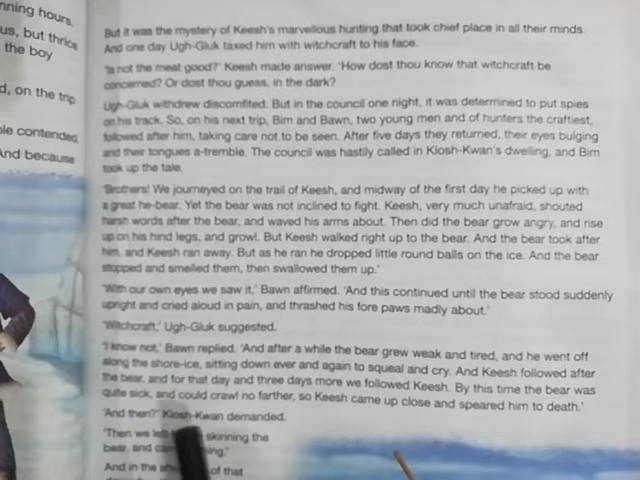 nning hours.
us, but thrice
the boy
d, on the trip
ble contended.
And because
But it was the mystery of Keesh's marvellous hunting that took chief place in all their minds.
And one day Ugh-Gluk taxed him with witchcraft to his face.
'Is not the meat good?' Keesh made answer. 'How dost thou know that witchcraft be
concerned? Or dost thou guess, in the dark?
Ugh-Gluk withdrew discomfited. But in the council one night, it was determined to put spies
on his track. So, on his next trip, Bim and Bawn, two young men and of hunters the craftiest,
followed after him, taking care not to be seen. After five days they returned, their eyes bulging
and their tongues a-tremble. The council was hastily called in Klosh-Kwan's dwelling, and Bim
took up the tale.
'Brothers! We journeyed on the trail of Keesh, and midway of the first day he picked up with
a great he-bear. Yet the bear was not inclined to fight. Keesh, very much unafraid, shouted
harsh words after the bear, and waved his arms about. Then did the bear grow angry, and rise
up on his hind legs, and growl. But Keesh walked right up to the bear. And the bear took after
him, and Keesh ran away. But as he ran he dropped little round balls on the ice. And the bear
stopped and smelled them, then swallowed them up.'
'With our own eyes we saw it,' Bawn affirmed. 'And this continued until the bear stood suddenly
upright and cried aloud in pain, and thrashed his fore paws madly about.'
'Witchcraft,' Ugh-Gluk suggested.
'I know not,' Bawn replied. 'And after a while the bear grew weak and tired, and he went off
along the shore-ice, sitting down ever and again to squeal and cry. And Keesh followed after
the bear, and for that day and three days more we followed Keesh. By this time the bear was
quite sick, and could crawl no farther, so Keesh came up close and speared him to death.'
'And then?' Klosh-Kwan demanded.
'Then we left skinning the
bear, and
And in the of that